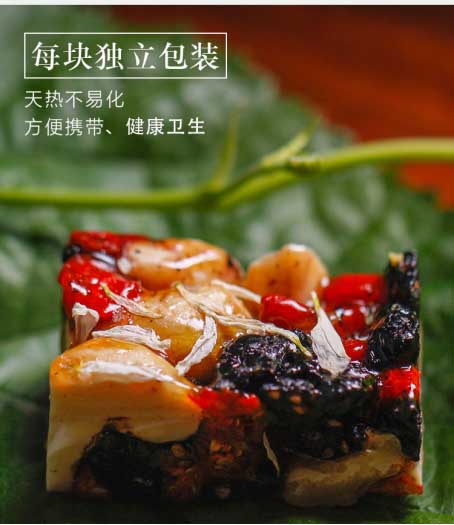 每块独立包装
天热不易化
方便携带、健康卫生